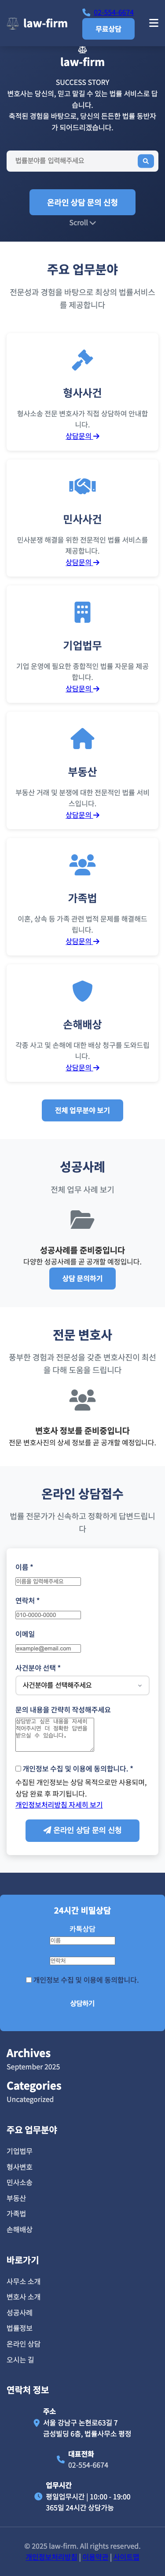 law-firm
02-554-6674
무료상담
law-firm
SUCCESS STORY
변호사는 당신의, 믿고 맡길 수 있는 법률 서비스로 답
습니다.
축적된 경험을 바탕으로, 당신의 든든한 법률 동반자
가 되어드리겠습니다.
법률분야를 입력해주세요
온라인 상담 문의 신청
Scroll
주요 업무분야
전문성과 경험을 바탕으로 최상의 법률서비스
를 제공합니다
형사사건
형사소송 전문 변호사가 직접 상담하여 안내합
니다.
상담문의
민사사건
민사분쟁 해결을 위한 전문적인 법률 서비스를
제공합니다.
상담문의
기업법무
기업 운영에 필요한 종합적인 법률 자문을 제공
합니다.
상담문의
부동산
부동산 거래 및 분쟁에 대한 전문적인 법률 서비
스입니다.
상담문의
가족법
이혼, 상속 등 가족 관련 법적 문제를 해결해드
립니다.
상담문의
손해배상
각종 사고 및 손해에 대한 배상 청구를 도와드립
니다.
상담문의
전체 업무분야 보기
성공사례
전체 업무 사례 보기
성공사례를 준비중입니다
다양한 성공사례를 곧 공개할 예정입니다.
상담 문의하기
전문 변호사
풍부한 경험과 전문성을 갖춘 변호사진이 최선
을 다해 도움을 드립니다
변호사 정보를 준비중입니다
전문 변호사진의 상세 정보를 곧 공개할 예정입니다.
온라인 상담접수
법률 전문가가 신속하고 정확하게 답변드립니
다
이름 *
이름을 입력해주세요
연락처 *
010-0000-0000
이메일
example@email.com
사건분야 선택 *
사건분야를 선택해주세요
문의 내용을 간략히 작성해주세요
상담받고 싶은 내용을 자세히
적어주시면 더 정확한 답변을
받으실 수 있습니다.
개인정보 수집 및 이용에 동의합니다. *
수집된 개인정보는 상담 목적으로만 사용되며,
상담 완료 후 파기됩니다.
개인정보처리방침 자세히 보기
온라인 상담 문의 신청
24시간 비밀상담
카톡상담
이름
연락처
개인정보 수집 및 이용에 동의합니다.
상담하기
Archives
September 2025
Categories
Uncategorized
주요 업무분야
기업법무
형사사건
민사소송
부동산
가족법
손해배상
바로가기
사무소 소개
변호사 소개
성공사례
법률정보
온라인 상담
오시는 길
연락처 정보
주소
서울 강남구 논현로63길 7
금성빌딩 6층, 법률사무소 평정
대표전화
02-554-6674
업무시간
평일업무시간 | 10:00 - 19:00
365일 24시간 상담가능
© 2025 law-firm. All rights reserved.
개인정보처리방침 | 이용약관 | 사이트맵